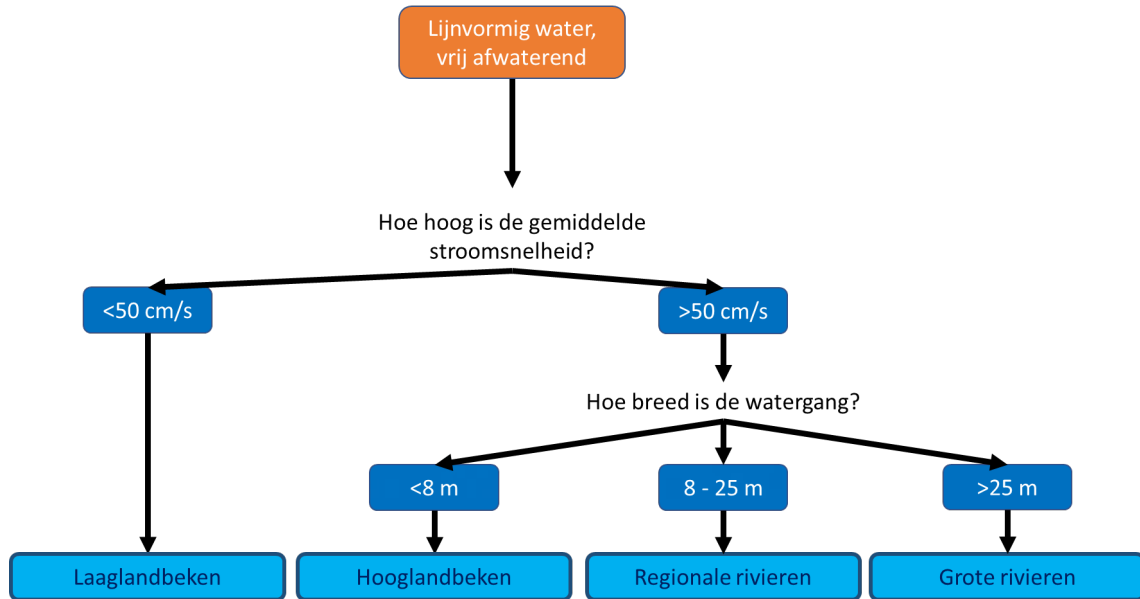 Lijnvormig water,
vrij afwaterend
Hoe hoog is de gemiddelde
stroomsnelheid?
<50 cm/s
>50 cm/s
Hoe breed is de watergang?
<8 m
8 - 25 m
>25 m
Laaglandbeken
Hooglandbeken
Regionale rivieren
Grote rivieren